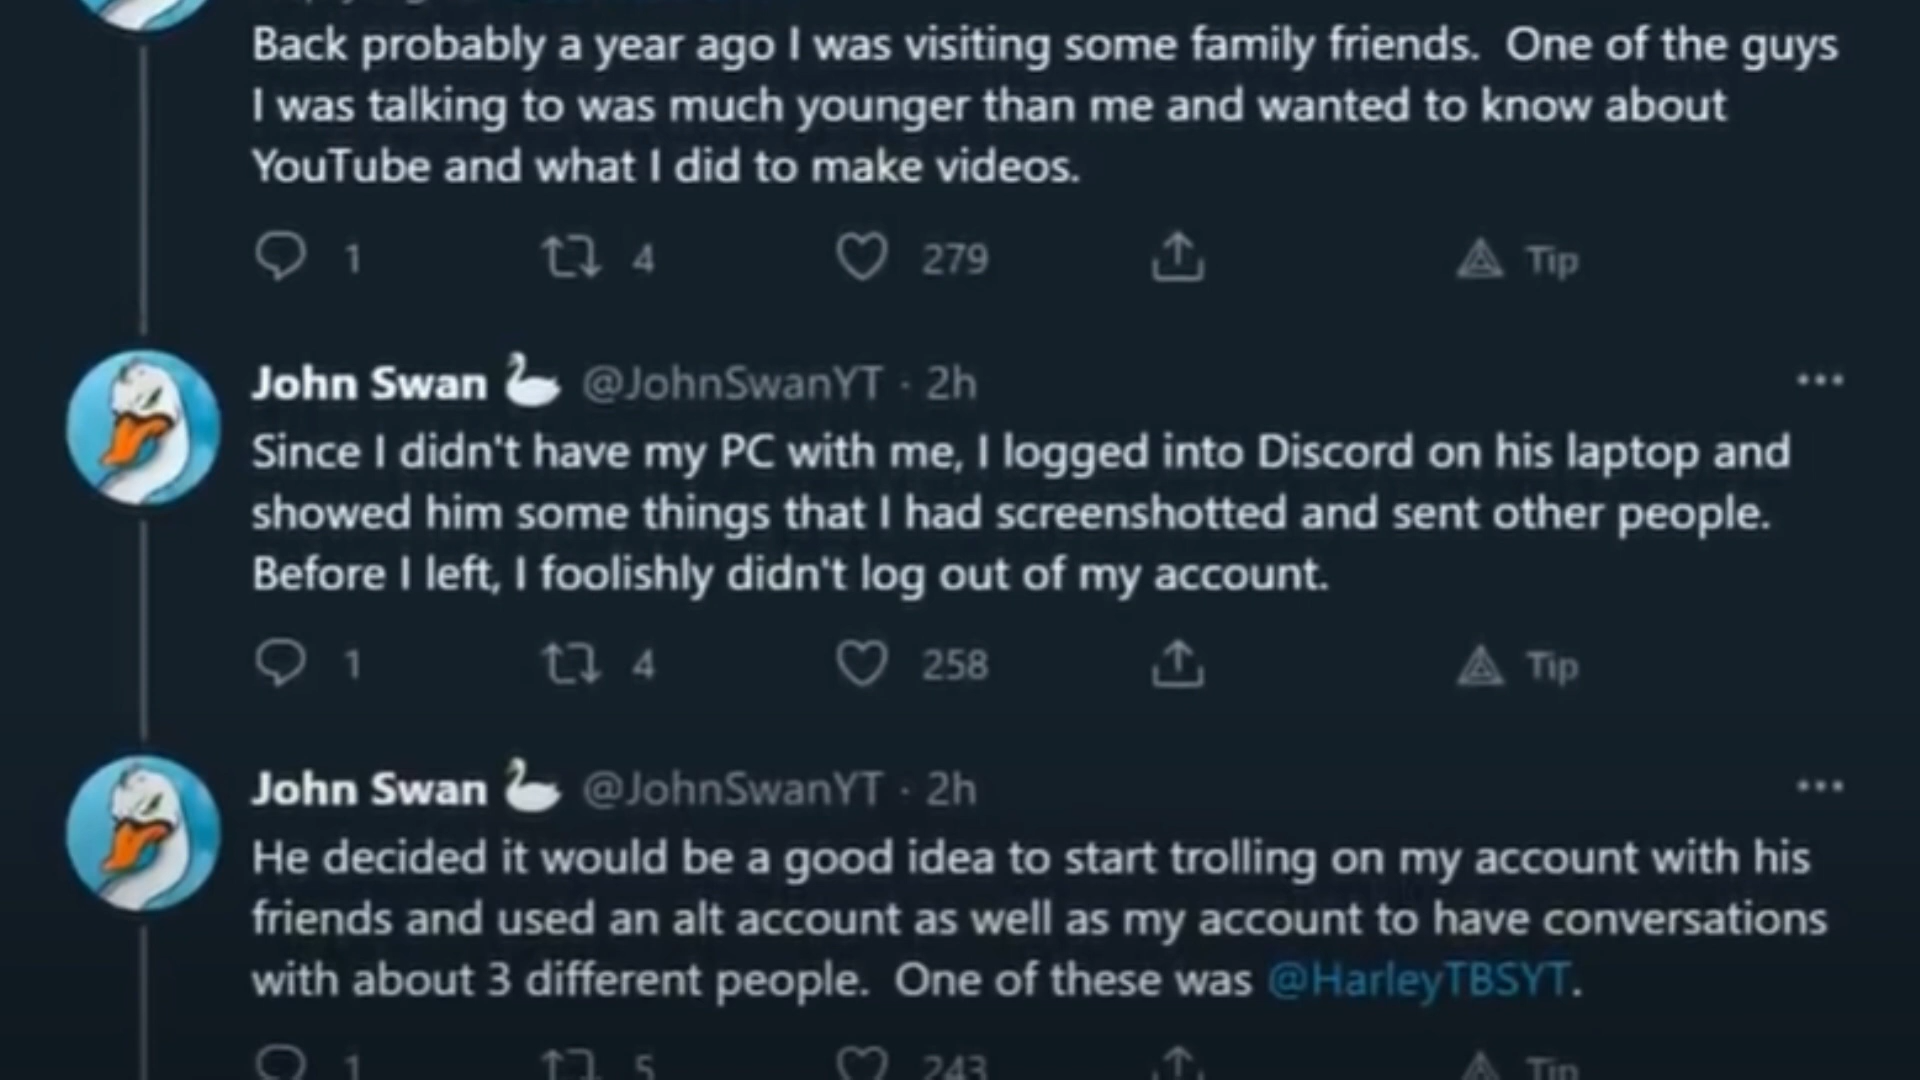 Back probably a year ago I was visiting some family friends.  One of the guys
I was talking to was much younger than me and wanted to know about
YouTube and what I did to make videos.
1 4 279 Tip
John Swan @JohnSwanYT · 2h
Since I didn't have my PC with me, I logged into Discord on his laptop and
showed him some things that I had screenshotted and sent other people.
Before I left, I foolishly didn't log out of my account.
1 4 258 Tip
John Swan @JohnSwanYT · 2h
He decided it would be a good idea to start trolling on my account with his
friends and used an alt account as well as my account to have conversations
with about 3 different people.  One of these was @HarleyTBSYT.
1 5 243 Tip